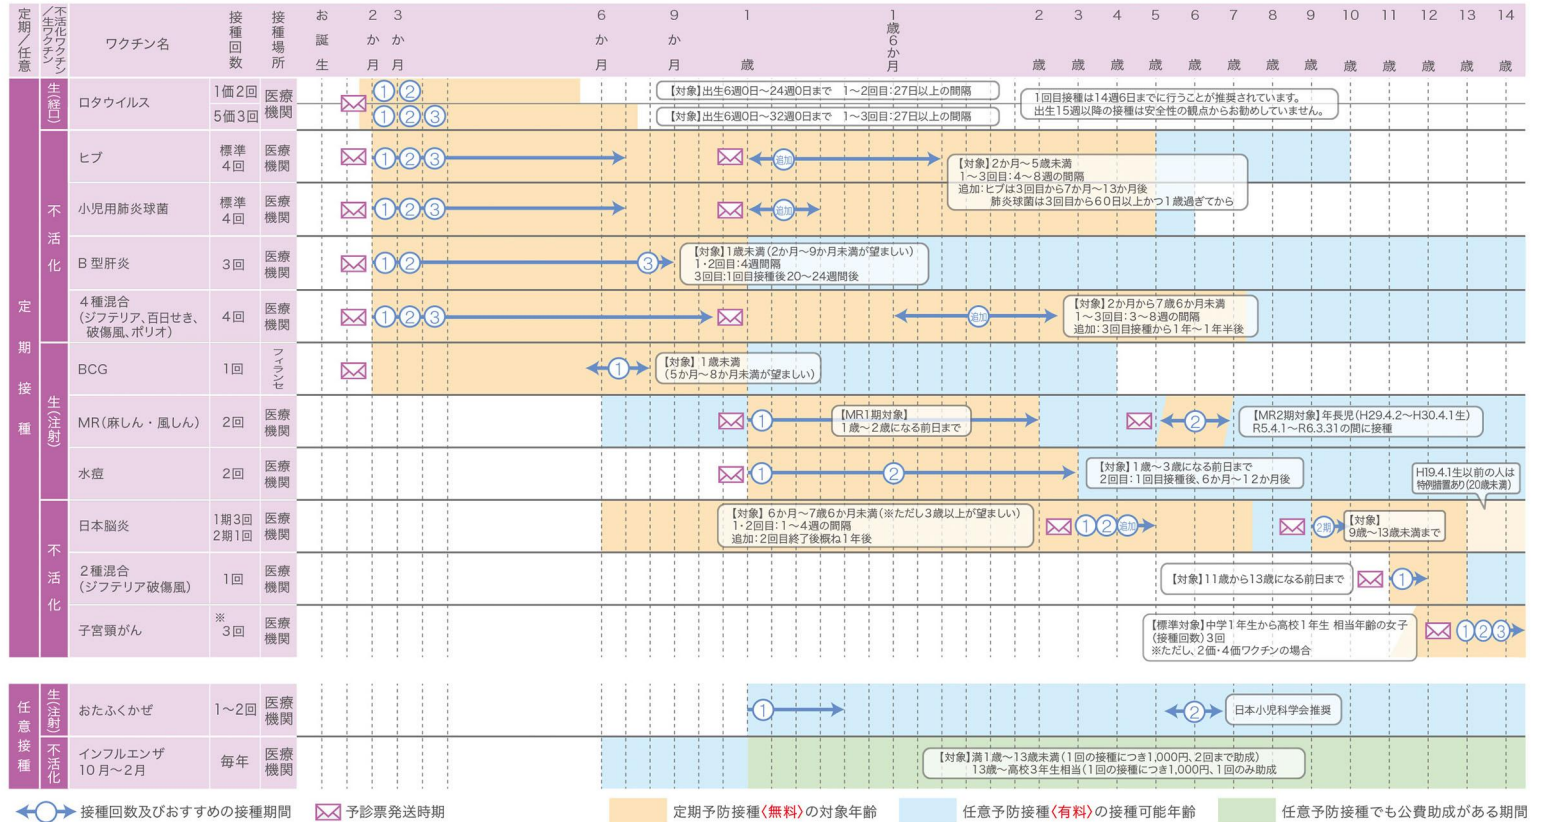 定期／任意
不活化ワクチン／生ワクチン
ワクチン名
接種回数
接種場所
お誕生
2か月
3か月
6か月
9か月
1歳
1歳6か月
2歳
3歳
4歳
5歳
6歳
7歳
8歳
9歳
10歳
11歳
12歳
13歳
14歳
定期接種
生(経口)
ロタウイルス
1価2回
5価3回
医療機関
① ②
① ② ③
【対象】出生6週0日～24週0日まで　1～2回目：27日以上の間隔
【対象】出生6週0日～32週0日まで　1～3回目：27日以上の間隔
1回目接種は14週6日までに行うことが推奨されています。
出生15週以降の接種は安全性の観点からお勧めしていません。
不活化
ヒブ
標準4回
医療機関
① ② ③
追加
【対象】2か月～5歳未満
1～3回目：4～8週の間隔
追加：ヒブは3回目から7か月～13か月後
肺炎球菌は3回目から60日以上かつ1歳過ぎてから
小児用肺炎球菌
標準4回
医療機関
① ② ③
追加
B型肝炎
3回
医療機関
① ② ③
【対象】1歳未満（2か月～9か月未満が望ましい）
1・2回目：4週間隔
3回目：1回目接種後20～24週間後
4種混合
（ジフテリア、百日せき、
破傷風、ポリオ）
4回
医療機関
① ② ③
追加
【対象】2か月から7歳6か月未満
1～3回目：3～8週の間隔
追加：3回目接種から1年～1年半後
生(注射)
BCG
1回
フィランセ
①
【対象】1歳未満
（5か月～8か月未満が望ましい）
MR（麻しん・風しん）
2回
医療機関
①
【MR1期対象】
1歳～2歳になる前日まで
②
【MR2期対象】年長児（H29.4.2～H30.4.1生）
R5.4.1～R6.3.31の間に接種
水痘
2回
医療機関
① ②
【対象】1歳～3歳になる前日まで
2回目：1回目接種後、6か月～12か月後
H19.4.1生以前の人は
特例措置あり（20歳未満）
不活化
日本脳炎
1期3回
2期1回
医療機関
【対象】6か月～7歳6か月未満（※ただし3歳以上が望ましい）
1・2回目：1～4週の間隔
追加：2回目終了後概ね1年後
① ② 追加
2期
【対象】
9歳～13歳未満まで
2種混合
（ジフテリア破傷風）
1回
医療機関
【対象】11歳から13歳になる前日まで
①
子宮頸がん
※3回
医療機関
【標準対象】中学1年生から高校1年生 相当年齢の女子
（接種回数）3回
※ただし、2価・4価ワクチンの場合
① ② ③
任意接種
生(注射)
おたふくかぜ
1～2回
医療機関
①
②
日本小児科学会推奨
不活化
インフルエンザ
10月～2月
毎年
医療機関
【対象】満1歳～13歳未満（1回の接種につき1,000円、2回まで助成）
13歳～高校3年生相当（1回の接種につき1,000円、1回のみ助成
接種回数及びおすすめの接種期間
予診票発送時期
定期予防接種〈無料〉の対象年齢
任意予防接種〈有料〉の接種可能年齢
任意予防接種でも公費助成がある期間